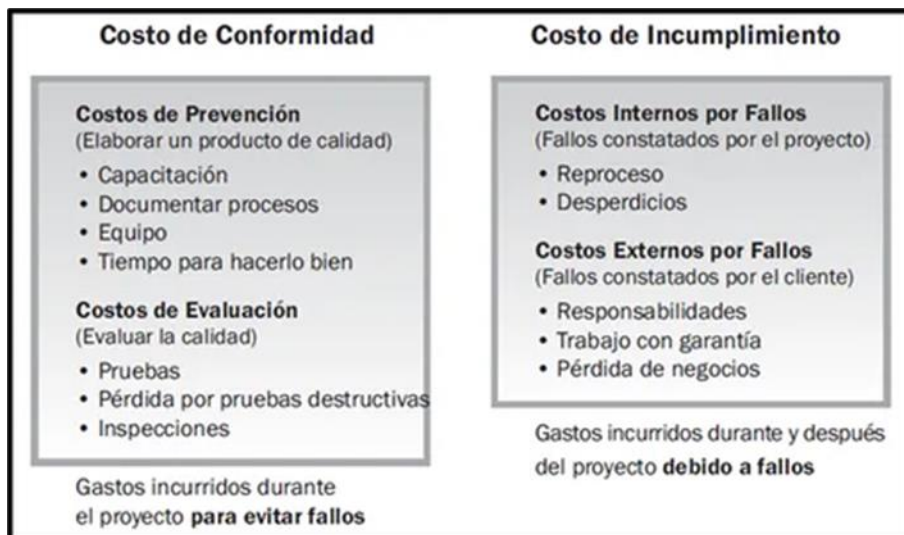 Costo de Conformidad
Costos de Prevención
(Elaborar un producto de calidad)
• Capacitación
• Documentar procesos
• Equipo
• Tiempo para hacerlo bien
Costos de Evaluación
(Evaluar la calidad)
• Pruebas
• Pérdida por pruebas destructivas
• Inspecciones
Gastos incurridos durante
el proyecto para evitar fallos
Costo de Incumplimiento
Costos Internos por Fallos
(Fallos constatados por el proyecto)
• Reproceso
• Desperdicios
Costos Externos por Fallos
(Fallos constatados por el cliente)
• Responsabilidades
• Trabajo con garantía
• Pérdida de negocios
Gastos incurridos durante y después
del proyecto debido a fallos